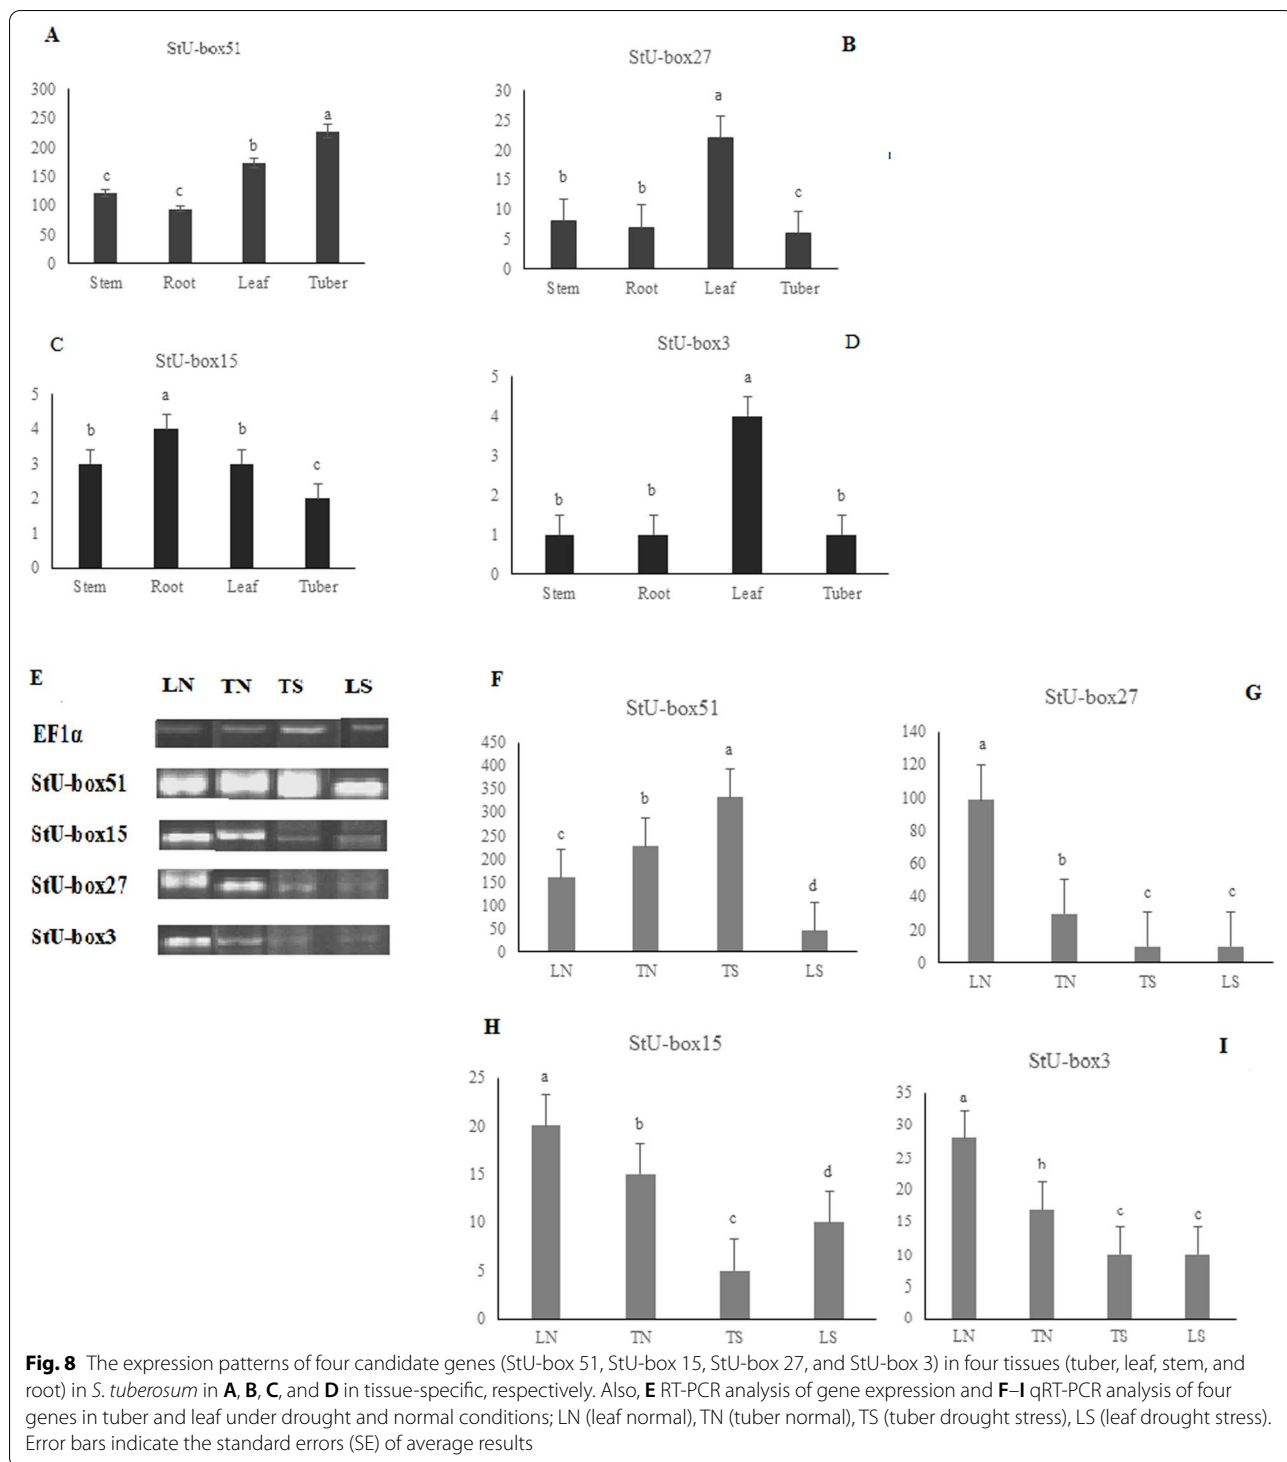 A
StU-box51
300
250
200
150
100
50
0
c
c
b
a
Stem Root Leaf Tuber
B
StU-box27
30
25
20
15
10
5
0
b
b
a
c
Stem Root Leaf Tuber
C
StU-box15
5
4
3
2
1
0
b
a
b
c
Stem Root Leaf Tuber
D
StU-box3
5
4
3
2
1
0
b
b
a
b
Stem Root Leaf Tuber
E
LN TN TS LS
EF1α
StU-box51
StU-box15
StU-box27
StU-box3
F
StU-box51
450
400
350
300
250
200
150
100
50
0
c
b
a
d
LN TN TS LS
G
StU-box27
140
120
100
80
60
40
20
0
a
b
c
c
LN TN TS LS
H
StU-box15
25
20
15
10
5
0
a
b
c
d
LN TN TS LS
I
StU-box3
35
30
25
20
15
10
5
0
a
b
c
c
LN TN TS LS
Fig. 8 The expression patterns of four candidate genes (StU-box 51, StU-box 15, StU-box 27, and StU-box 3) in four tissues (tuber, leaf, stem, and
root) in S. tuberosum in A, B, C, and D in tissue-specific, respectively. Also, E RT-PCR analysis of gene expression and F–I qRT-PCR analysis of four
genes in tuber and leaf under drought and normal conditions; LN (leaf normal), TN (tuber normal), TS (tuber drought stress), LS (leaf drought stress).
Error bars indicate the standard errors (SE) of average results